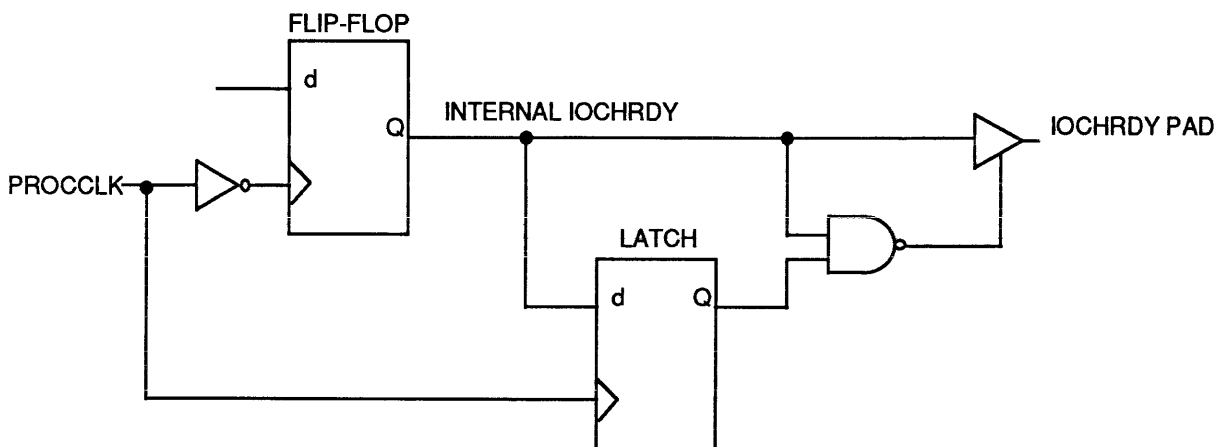 FLIP-FLOP
d
Q
INTERNAL IOCHRDY
IOCHRDY PAD
PROCCLK
LATCH
d
Q